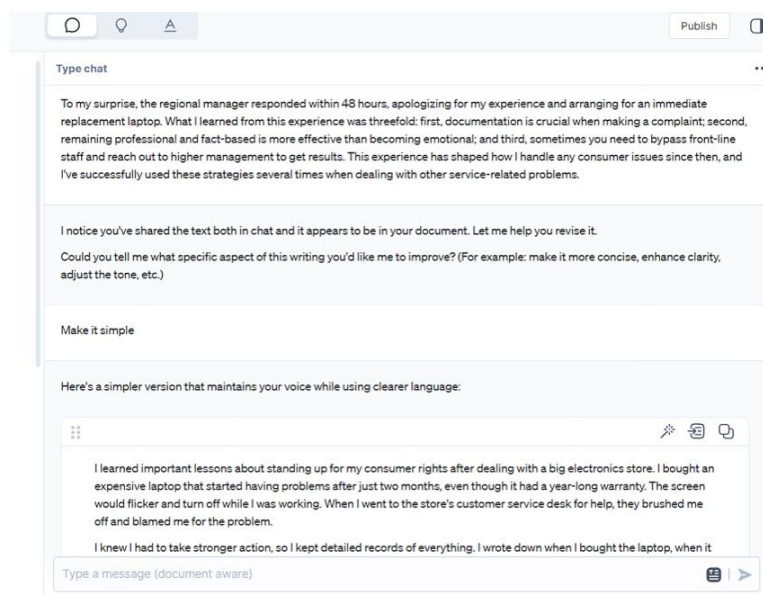 Publish
Type chat
To my surprise, the regional manager responded within 48 hours, apologizing for my experience and arranging for an immediate
replacement laptop. What I learned from this experience was threefold: first, documentation is crucial when making a complaint; second,
remaining professional and fact-based is more effective than becoming emotional; and third, sometimes you need to bypass front-line
staff and reach out to higher management to get results. This experience has shaped how I handle any consumer issues since then, and
I've successfully used these strategies several times when dealing with other service-related problems.
I notice you've shared the text both in chat and it appears to be in your document. Let me help you revise it.
Could you tell me what specific aspect of this writing you'd like me to improve? (For example: make it more concise, enhance clarity,
adjust the tone, etc.)
Make it simple
Here's a simpler version that maintains your voice while using clearer language:
I learned important lessons about standing up for my consumer rights after dealing with a big electronics store. I bought an
expensive laptop that started having problems after just two months, even though it had a year-long warranty. The screen
would flicker and turn off while I was working. When I went to the store's customer service desk for help, they brushed me
off and blamed me for the problem.
I knew I had to take stronger action, so I kept detailed records of everything. I wrote down when I bought the laptop, when it
Type a message (document aware)